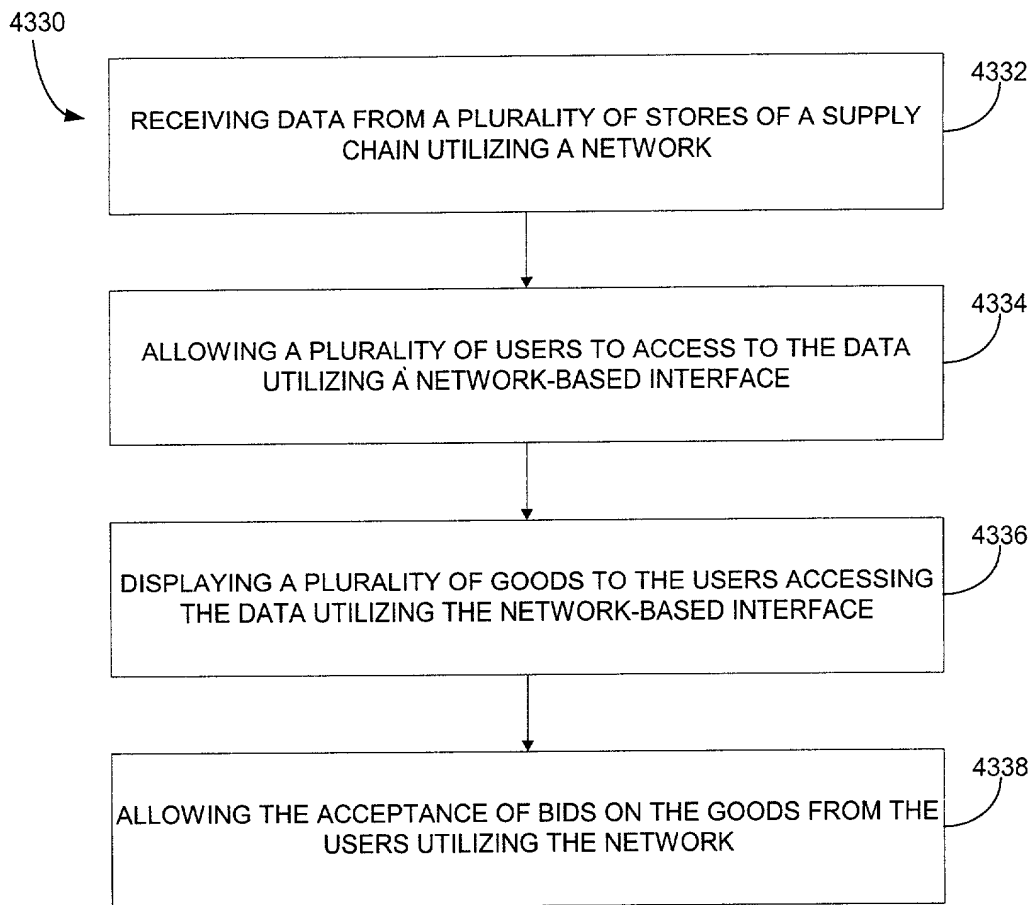 4330
4332
RECEIVING DATA FROM A PLURALITY OF STORES OF A SUPPLY
CHAIN UTILIZING A NETWORK
4334
ALLOWING A PLURALITY OF USERS TO ACCESS TO THE DATA
UTILIZING A NETWORK-BASED INTERFACE
4336
DISPLAYING A PLURALITY OF GOODS TO THE USERS ACCESSING
THE DATA UTILIZING THE NETWORK-BASED INTERFACE
4338
ALLOWING THE ACCEPTANCE OF BIDS ON THE GOODS FROM THE
USERS UTILIZING THE NETWORK